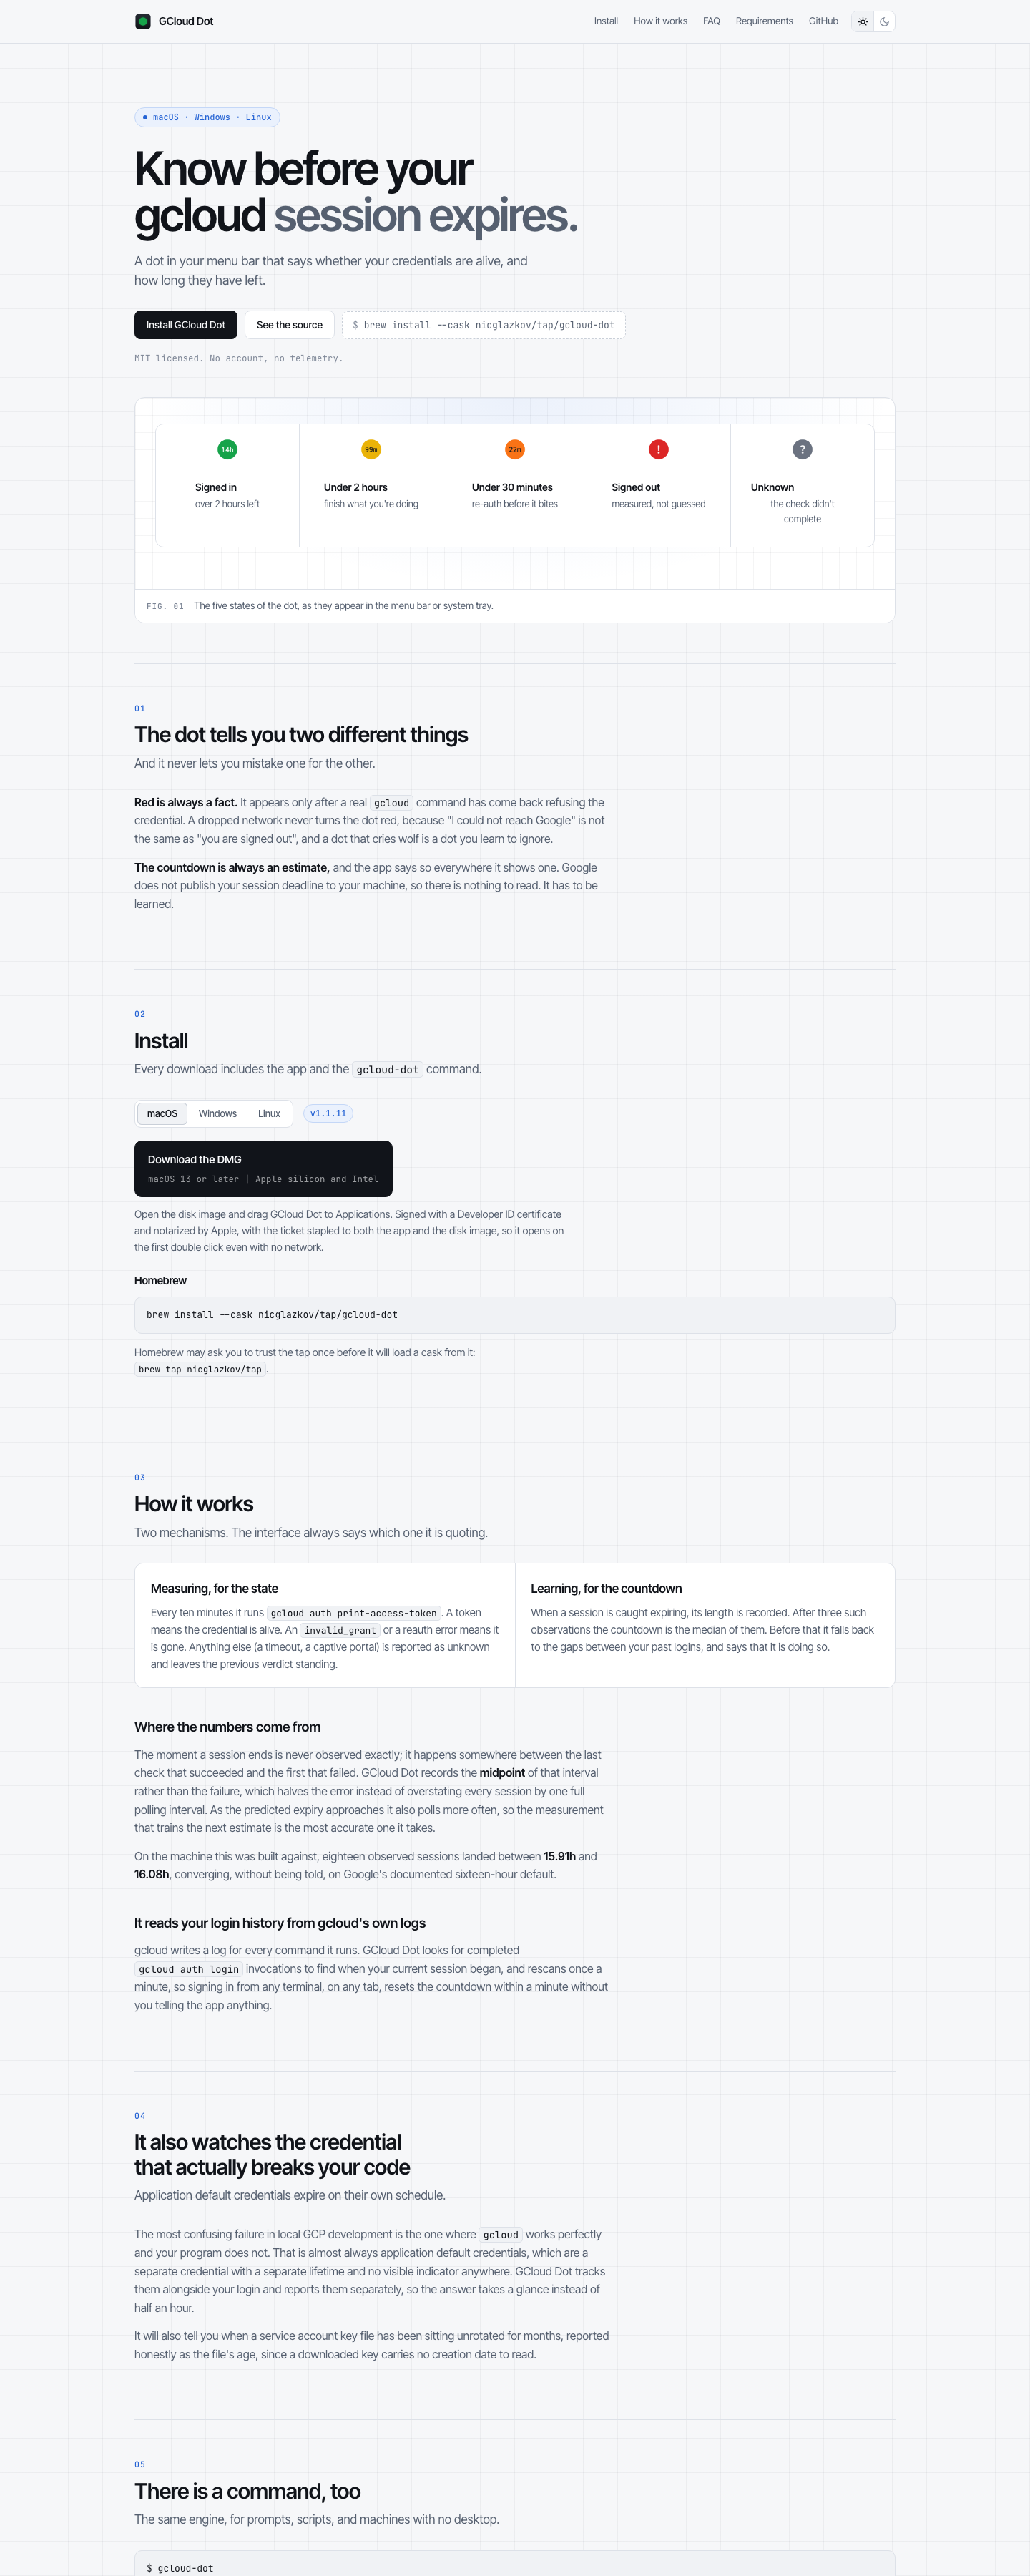 GCloud Dot
Install How it works FAQ Requirements GitHub
macOS · Windows · Linux
Know before your
gcloud session expires.
A dot in your menu bar that says whether your credentials are alive, and
how long they have left.
Install GCloud Dot
See the source
$ brew install --cask nicglazkov/tap/gcloud-dot
MIT licensed. No account, no telemetry.
14h
Signed in
over 2 hours left
99m
Under 2 hours
finish what you're doing
22m
Under 30 minutes
re-auth before it bites
!
Signed out
measured, not guessed
?
Unknown
the check didn't
complete
FIG. 01 The five states of the dot, as they appear in the menu bar or system tray.
01
The dot tells you two different things
And it never lets you mistake one for the other.
Red is always a fact. It appears only after a real gcloud command has come back refusing the
credential. A dropped network never turns the dot red, because "I could not reach Google" is not
the same as "you are signed out", and a dot that cries wolf is a dot you learn to ignore.
The countdown is always an estimate, and the app says so everywhere it shows one. Google
does not publish your session deadline to your machine, so there is nothing to read. It has to be
learned.
02
Install
Every download includes the app and the gcloud-dot command.
macOS Windows Linux v1.1.11
Download the DMG
macOS 13 or later | Apple silicon and Intel
Open the disk image and drag GCloud Dot to Applications. Signed with a Developer ID certificate
and notarized by Apple, with the ticket stapled to both the app and the disk image, so it opens on
the first double click even with no network.
Homebrew
brew install --cask nicglazkov/tap/gcloud-dot
Homebrew may ask you to trust the tap once before it will load a cask from it:
brew tap nicglazkov/tap.
03
How it works
Two mechanisms. The interface always says which one it is quoting.
Measuring, for the state
Every ten minutes it runs gcloud auth print-access-token. A token
means the credential is alive. An invalid_grant or a reauth error means it
is gone. Anything else (a timeout, a captive portal) is reported as unknown
and leaves the previous verdict standing.
Learning, for the countdown
When a session is caught expiring, its length is recorded. After three such
observations the countdown is the median of them. Before that it falls back
to the gaps between your past logins, and says that it is doing so.
Where the numbers come from
The moment a session ends is never observed exactly; it happens somewhere between the last
check that succeeded and the first that failed. GCloud Dot records the midpoint of that interval
rather than the failure, which halves the error instead of overstating every session by one full
polling interval. As the predicted expiry approaches it also polls more often, so the measurement
that trains the next estimate is the most accurate one it takes.
On the machine this was built against, eighteen observed sessions landed between 15.91h and
16.08h, converging, without being told, on Google's documented sixteen-hour default.
It reads your login history from gcloud's own logs
gcloud writes a log for every command it runs. GCloud Dot looks for completed
gcloud auth login invocations to find when your current session began, and rescans once a
minute, so signing in from any terminal, on any tab, resets the countdown within a minute without
you telling the app anything.
04
It also watches the credential
that actually breaks your code
Application default credentials expire on their own schedule.
The most confusing failure in local GCP development is the one where gcloud works perfectly
and your program does not. That is almost always application default credentials, which are a
separate credential with a separate lifetime and no visible indicator anywhere. GCloud Dot tracks
them alongside your login and reports them separately, so the answer takes a glance instead of
half an hour.
It will also tell you when a service account key file has been sitting unrotated for months, reported
honestly as the file's age, since a downloaded key carries no creation date to read.
05
There is a command, too
The same engine, for prompts, scripts, and machines with no desktop.
$ gcloud-dot